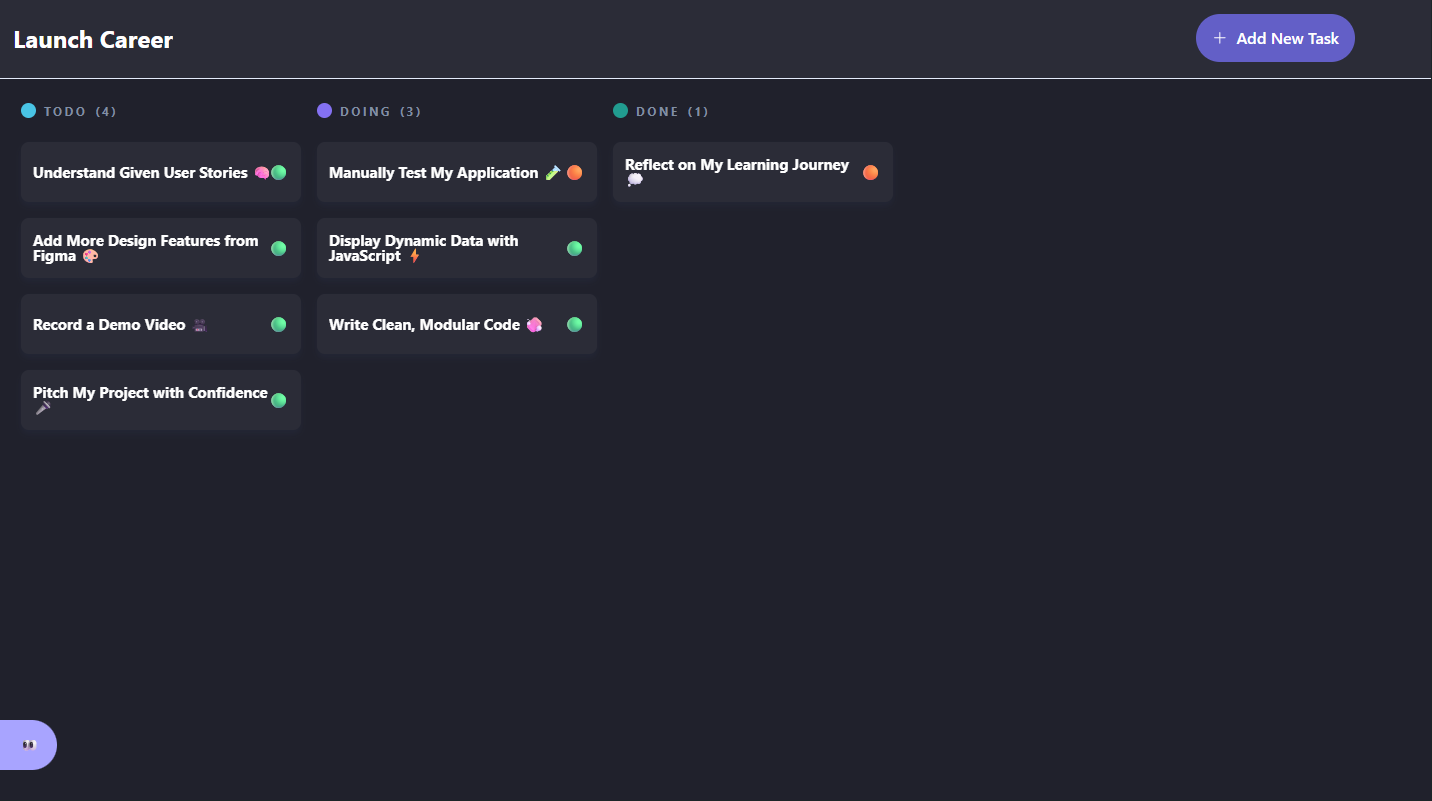 Launch Career
+ Add New Task
TODO (4)
DOING (3)
DONE (1)
Understand Given User Stories 🧠
Add More Design Features from
Figma 🎨
Record a Demo Video 🎥
Pitch My Project with Confidence
🎤
Manually Test My Application 🧪
Display Dynamic Data with
JavaScript ⚡
Write Clean, Modular Code 🧼
Reflect on My Learning Journey
💭
👀